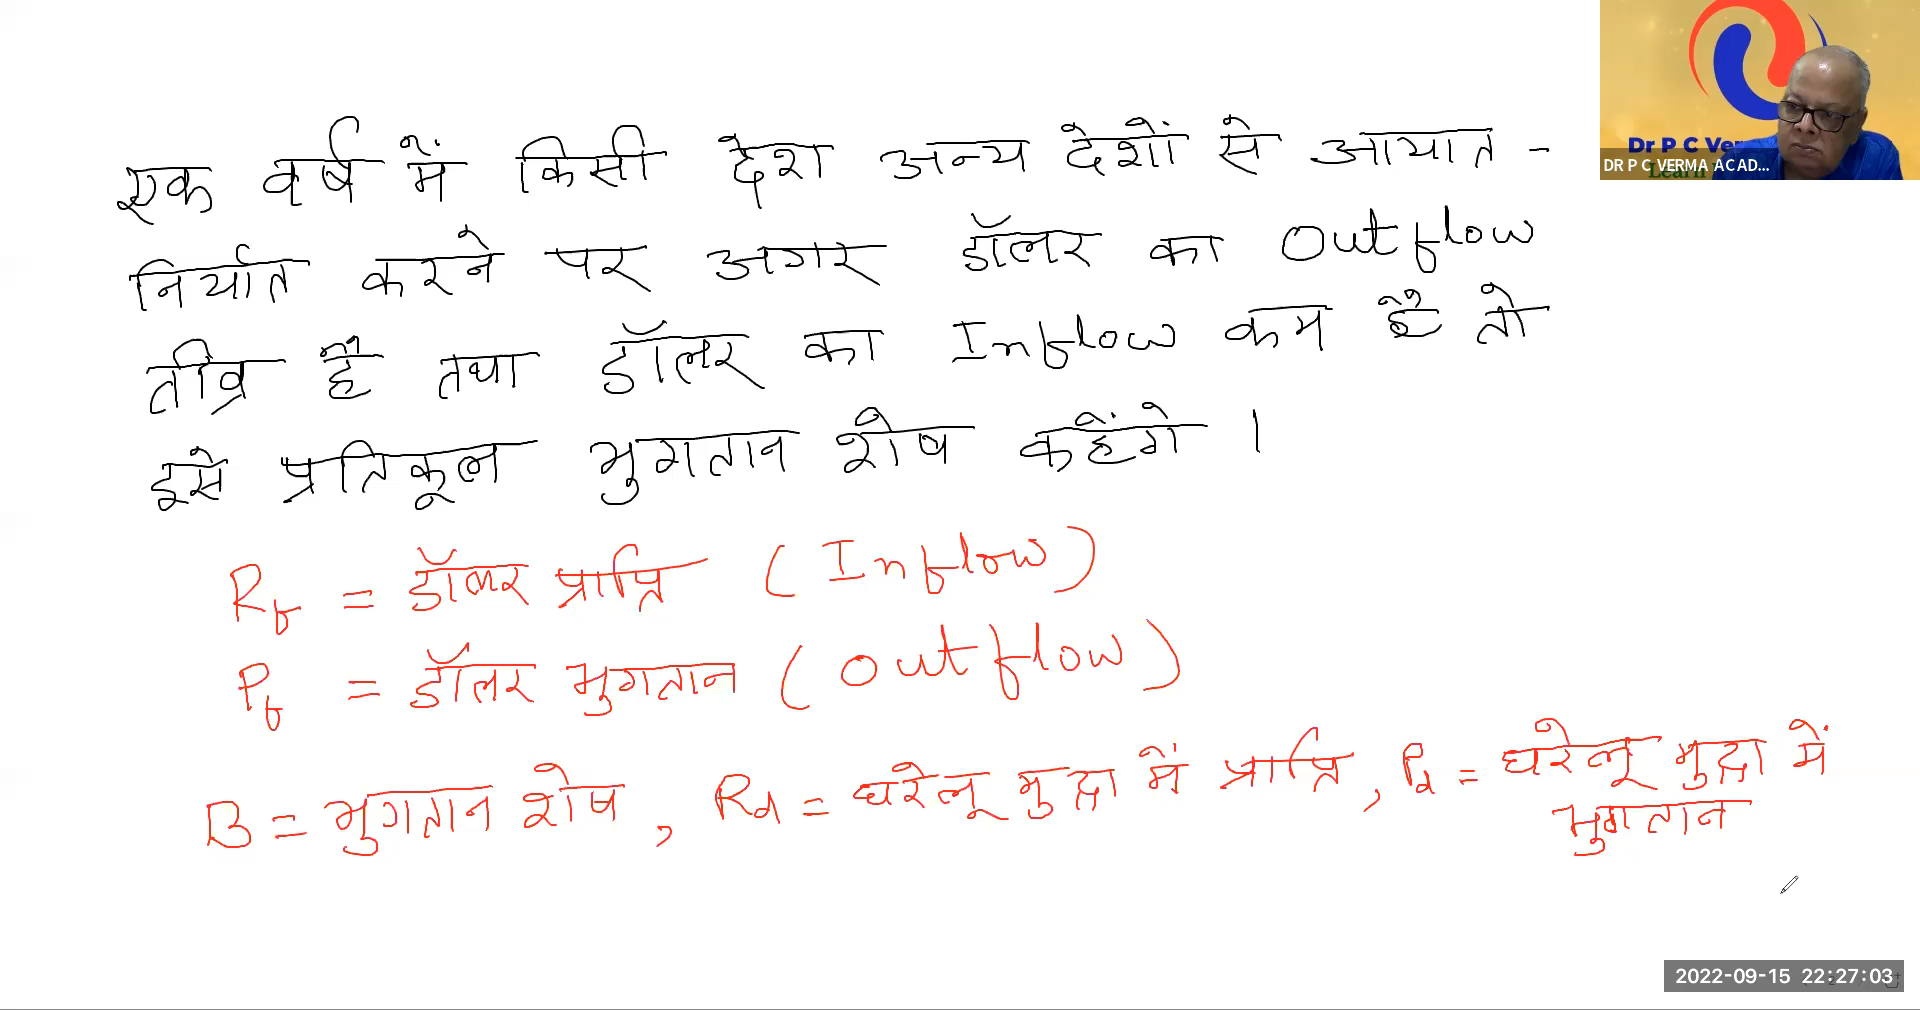 Dr P C Ver
DR P C VERMA ACAD...
Learn
एक वर्ष में किसी देश अन्य देशों से आयात -
निर्यात करने पर अगर डॉलर का Outflow
तीव्र है तथा डॉलर का Inflow कम है तो
इसे प्रतिकूल भुगतान शेष कहेंगे ।
Rf = डॉलर प्राप्ति (Inflow)
Pf = डॉलर भुगतान (Outflow)
B = भुगतान शेष , Rd = घरेलू मुद्रा में प्राप्ति, Pd = घरेलू मुद्रा में
भुगतान
2022-09-15 22:27:03